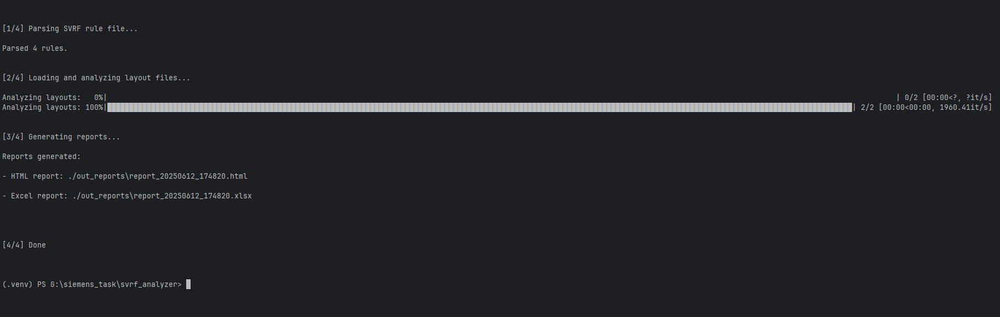 [1/4] Parsing SVRF rule file...
Parsed 4 rules.
[2/4] Loading and analyzing layout files...
Analyzing layouts:   0%|                                                                                | 0/2 [00:00<?, ?it/s]
Analyzing layouts: 100%|████████████████████████████████████████| 2/2 [00:00<00:00, 1960.41it/s]
[3/4] Generating reports...
Reports generated:
- HTML report: ./out_reports\report_20250612_174820.html
- Excel report: ./out_reports\report_20250612_174820.xlsx
[4/4] Done
(.venv) PS G:\siemens_task\svrf_analyzer>